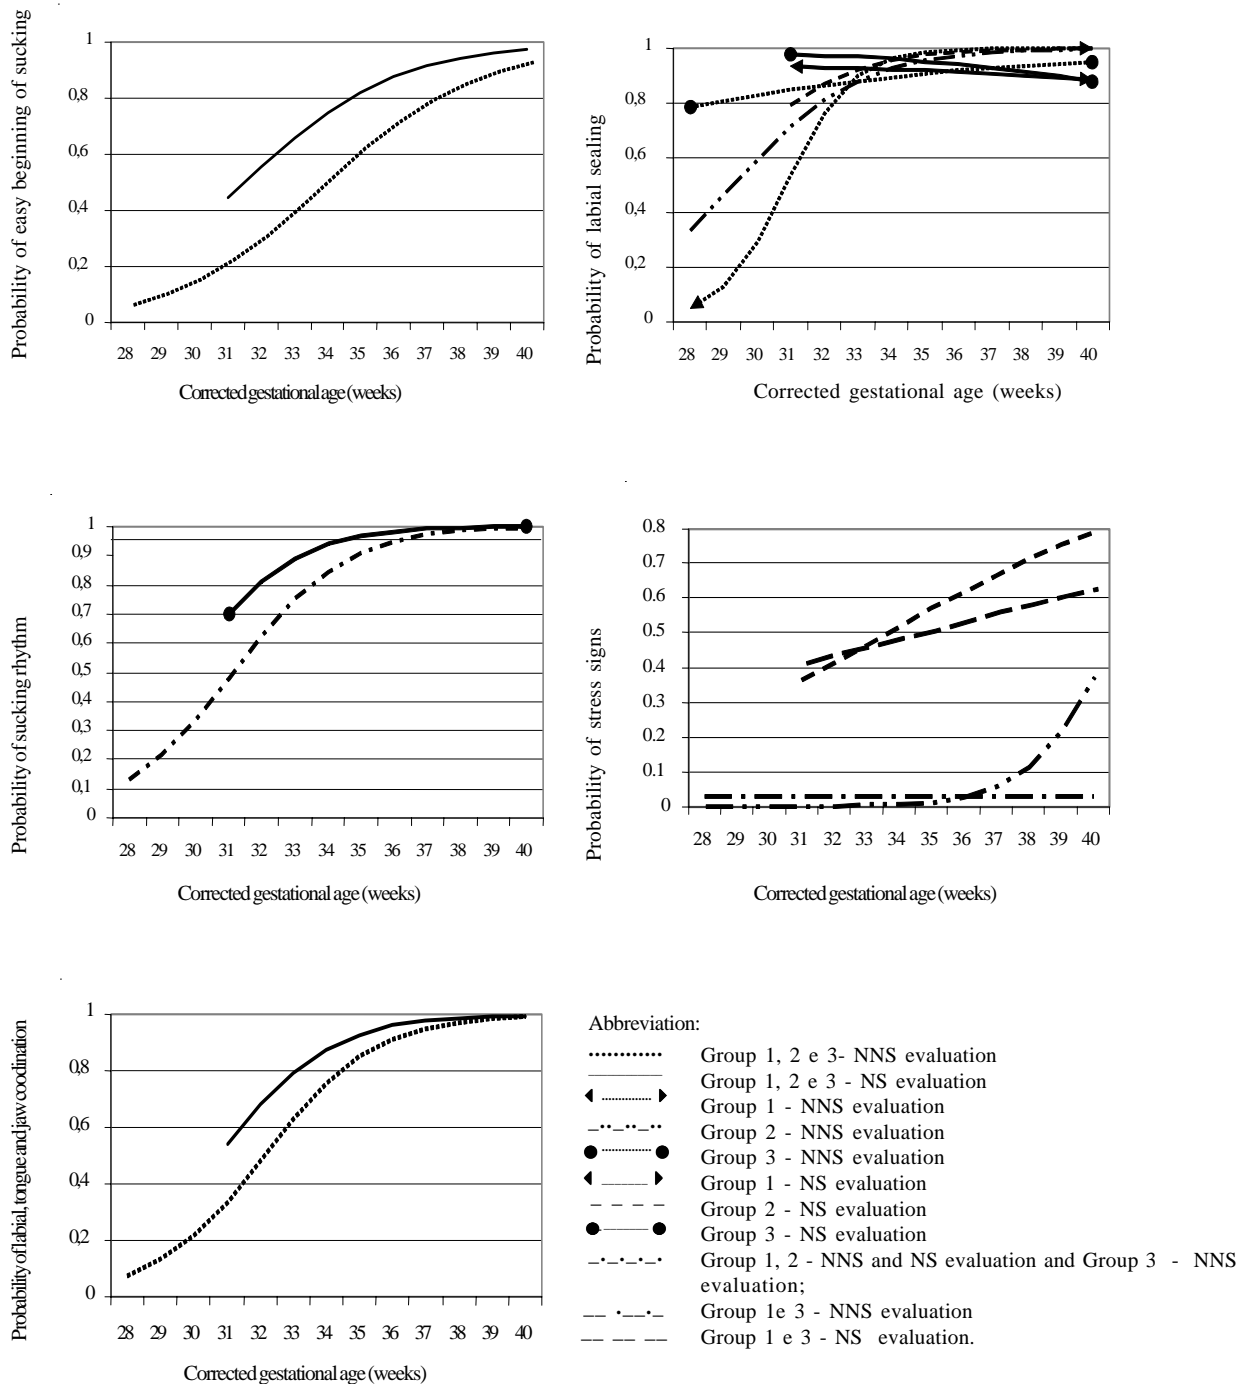 Probability of easy beginning of sucking
1
0,8
0,6
0,4
0,2
0
28 29 30 31 32 33 34 35 36 37 38 39 40
Corrected gestational age (weeks)
Probability of labial sealing
1
0,8
0,6
0,4
0,2
0
28 29 30 31 32 33 34 35 36 37 38 39 40
Corrected gestational age (weeks)
Probability of sucking rhythm
1
0,9
0,8
0,7
0,6
0,5
0,4
0,3
0,2
0,1
0
28 29 30 31 32 33 34 35 36 37 38 39 40
Corrected gestational age (weeks)
Probability of stress signs
0.8
0.7
0.6
0.5
0.4
0.3
0.2
0.1
0
28 29 30 31 32 33 34 35 36 37 38 40
Corrected gestational age (weeks)
Probability of labial, tongue and jaw coodination
1
0,8
0,6
0,4
0,2
0
28 29 30 31 32 33 34 35 36 37 38 39 40
Corrected gestational age (weeks)
Abbreviation:
Group 1, 2 e 3- NNS evaluation
Group 1, 2 e 3 - NS evaluation
Group 1 - NNS evaluation
Group 2 - NNS evaluation
Group 3 - NNS evaluation
Group 1 - NS evaluation
Group 2 - NS evaluation
Group 3 - NS evaluation
Group 1, 2 - NNS and NS evaluation and Group 3 - NNS
evaluation;
Group 1e 3 - NNS evaluation
Group 1 e 3 - NS evaluation.